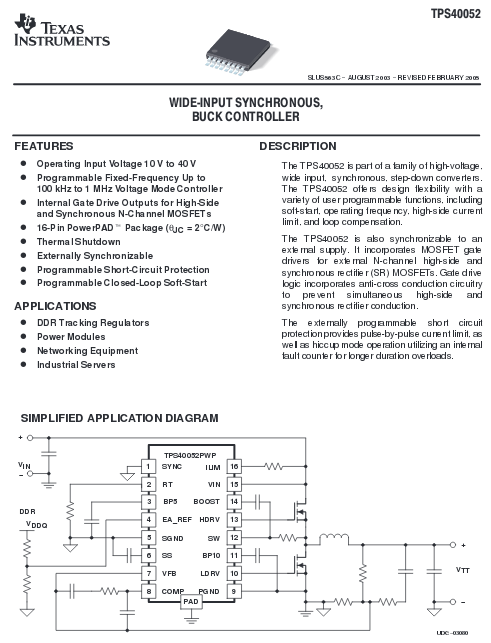 TPS40052
TEXAS
INSTRUMENTS
SLUS563C – AUGUST 2003 – REVISED FEBRUARY 2005
WIDE-INPUT SYNCHRONOUS,
BUCK CONTROLLER
FEATURES
● Operating Input Voltage 10 V to 40 V
● Programmable Fixed-Frequency Up to
100 kHz to 1 MHz Voltage Mode Controller
● Internal Gate Drive Outputs for High-Side
and Synchronous N-Channel MOSFETs
● 16-Pin PowerPAD™ Package (θJC = 2°C/W)
● Thermal Shutdown
● Externally Synchronizable
● Programmable Short-Circuit Protection
● Programmable Closed-Loop Soft-Start
APPLICATIONS
● DDR Tracking Regulators
● Power Modules
● Networking Equipment
● Industrial Servers
DESCRIPTION
The TPS40052 is part of a family of high-voltage,
wide input, synchronous, step-down converters.
The TPS40052 offers design flexibility with a
variety of user programmable functions, including
soft-start, operating frequency, high-side current
limit, and loop compensation.
The TPS40052 is also synchronizable to an
external supply. It incorporates MOSFET gate
drivers for external N-channel high-side and
synchronous rectifier (SR) MOSFETs. Gate drive
logic incorporates anti-cross conduction circuitry
to prevent simultaneous high-side and
synchronous rectifier conduction.
The externally programmable short circuit
protection provides pulse-by-pulse current limit, as
well as hiccup mode operation utilizing an internal
fault counter for longer duration overloads.
SIMPLIFIED APPLICATION DIAGRAM
+
VIN
–
DDR
VDDQ
TPS40052PWP
1 SYNC ILIM 16
2 RT VIN 15
3 BP5 BOOST 14
4 EA_REF HDRV 13
5 SGND SW 12
6 SS BP10 11
7 VFB LDRV 10
8 COMP PGND 9
PAD
+
VTT
–
UDG-03080